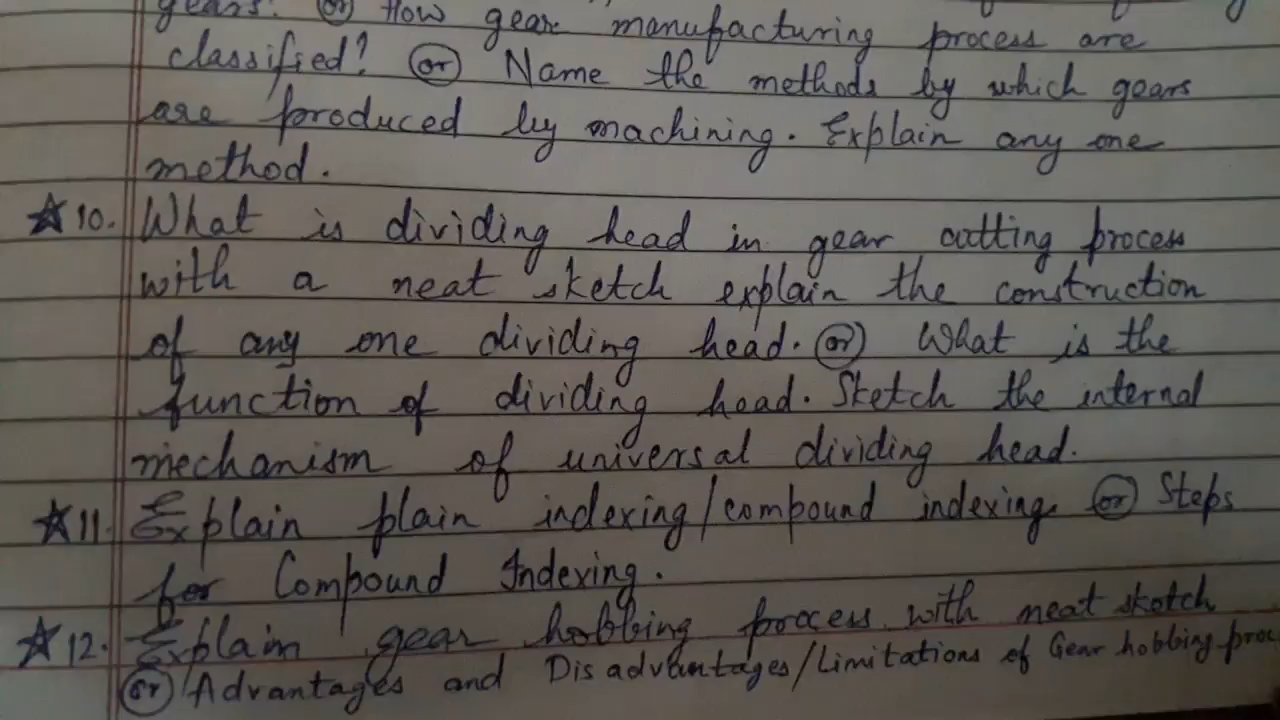 gears. (or) How gear manufacturing process are
classified? (or) Name the methods by which gears
are produced by machining. Explain any one
method.
☆10. What is dividing head in gear cutting process
with a neat sketch explain the construction
of any one dividing head. (or) What is the
function of dividing head. Sketch the internal
mechanism of universal dividing head.
☆11. Explain plain indexing/compound indexing. (or) Steps
for Compound Indexing.
☆12. Explain gear hobbing process with neat sketch
(or) Advantages and Disadvantages/Limitations of Gear hobbing